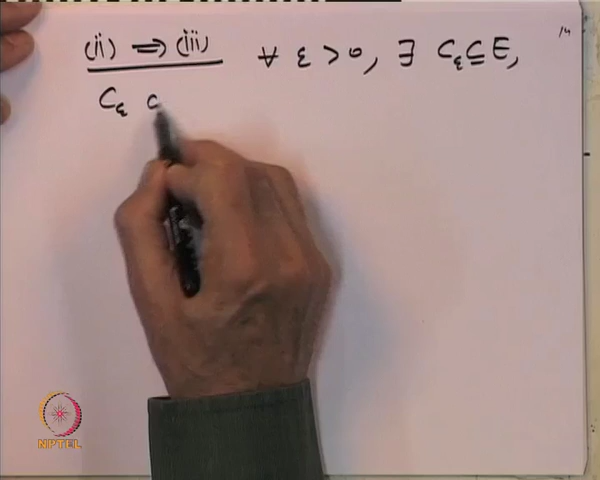 (ii) ⇒ (iii) ∀ ε > 0, ∃ C_ε ⊆ E,
C_ε c
14
NPTEL